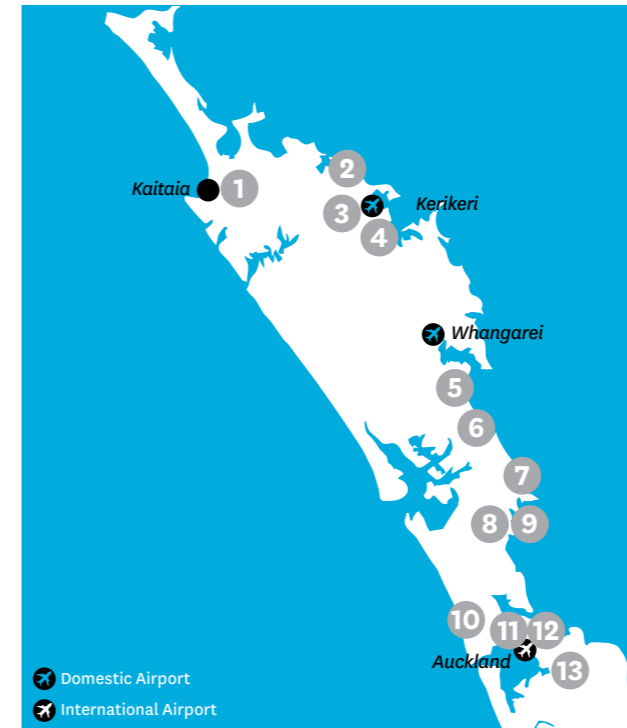 2
Kaitaia
1
3
Kerikeri
4
Whangarei
5
6
7
8
9
10
11
12
Auckland
13
Domestic Airport
International Airport